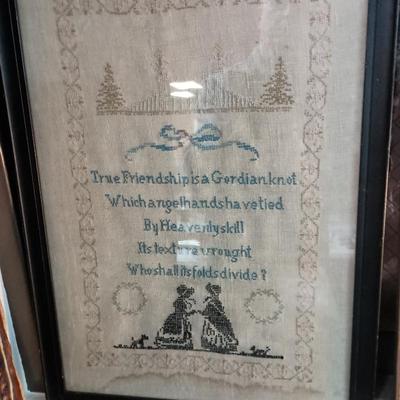 True Friendship is a Gordian knot
Which angel hands have tied
By Heavenly skill
Its texture wrought
Who shall its folds divide?